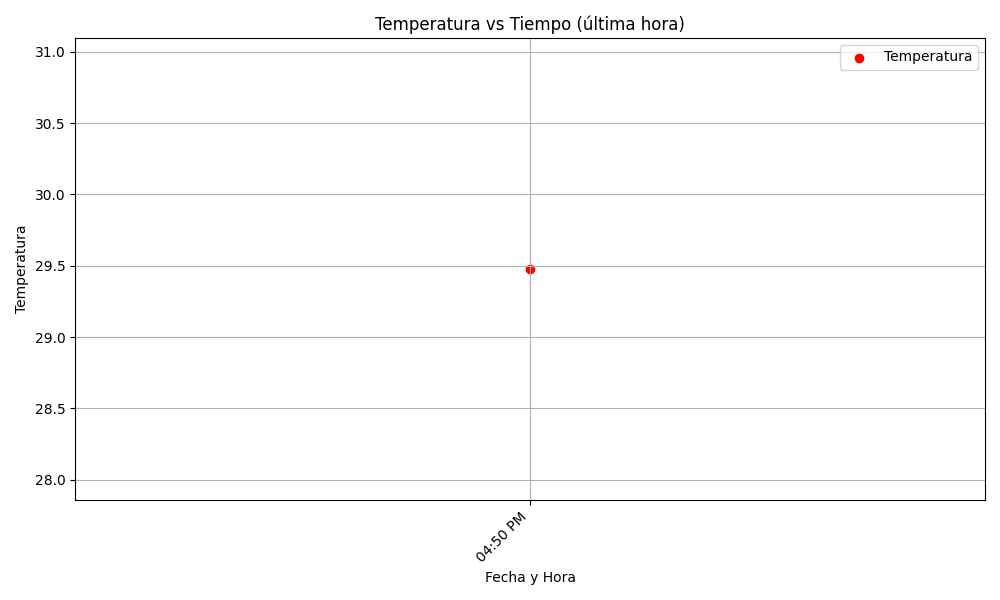 Temperatura vs Tiempo (última hora)
Temperatura
31.0
30.5
30.0
29.5
29.0
28.5
28.0
Temperatura
04:50 PM
Fecha y Hora